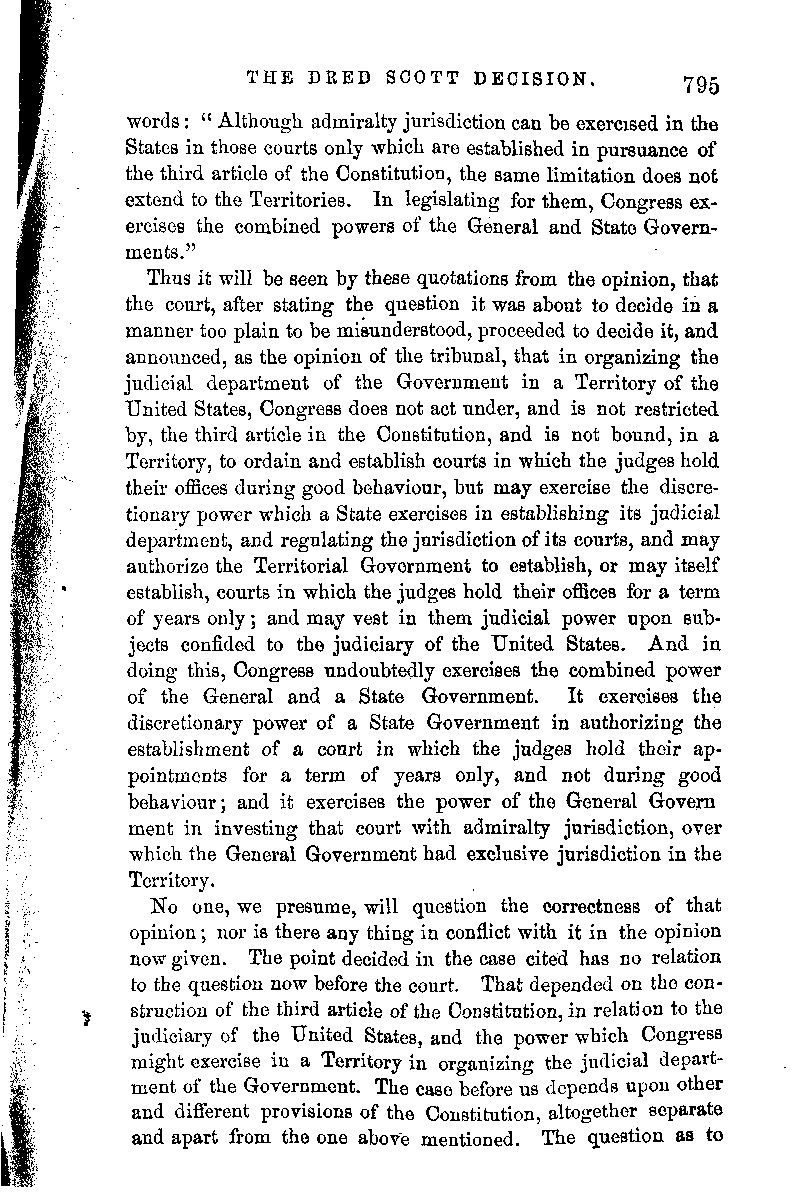 THE DRED SCOTT DECISION. 795
words: “ Although admiralty jurisdiction can be exercised in the
States in those courts only which are established in pursuance of
the third article of the Constitution, the same limitation does not
extend to the Territories. In legislating for them, Congress ex-
ercises the combined powers of the General and State Govern-
ments.”
Thus it will be seen by these quotations from the opinion, that
the court, after stating the question it was about to decide in a
manner too plain to be misunderstood, proceeded to decide it, and
announced, as the opinion of the tribunal, that in organizing the
judicial department of the Government in a Territory of the
United States, Congress does not act under, and is not restricted
by, the third article in the Constitution, and is not bound, in a
Territory, to ordain and establish courts in which the judges hold
their offices during good behaviour, but may exercise the discre-
tionary power which a State exercises in establishing its judicial
department, and regulating the jurisdiction of its courts, and may
authorize the Territorial Government to establish, or may itself
establish, courts in which the judges hold their offices for a term
of years only; and may vest in them judicial power upon sub-
jects confided to the judiciary of the United States. And in
doing this, Congress undoubtedly exercises the combined power
of the General and a State Government. It exercises the
discretionary power of a State Government in authorizing the
establishment of a court in which the judges hold their ap-
pointments for a term of years only, and not during good
behaviour; and it exercises the power of the General Govern
ment in investing that court with admiralty jurisdiction, over
which the General Government had exclusive jurisdiction in the
Territory.
No one, we presume, will question the correctness of that
opinion; nor is there any thing in conflict with it in the opinion
now given. The point decided in the case cited has no relation
to the question now before the court. That depended on the con-
struction of the third article of the Constitution, in relation to the
judiciary of the United States, and the power which Congress
might exercise in a Territory in organizing the judicial depart-
ment of the Government. The case before us depends upon other
and different provisions of the Constitution, altogether separate
and apart from the one above mentioned. The question as to